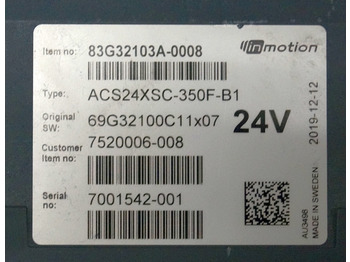 Item no: 83G32103A-0008
inmotion
Type: ACS24XSC-350F-B1
Original SW: 69G32100C11x07
24V
Customer Item no: 7520006-008
Serial no: 7001542-001
2019-12-12
AU3498
MADE IN SWEDEN